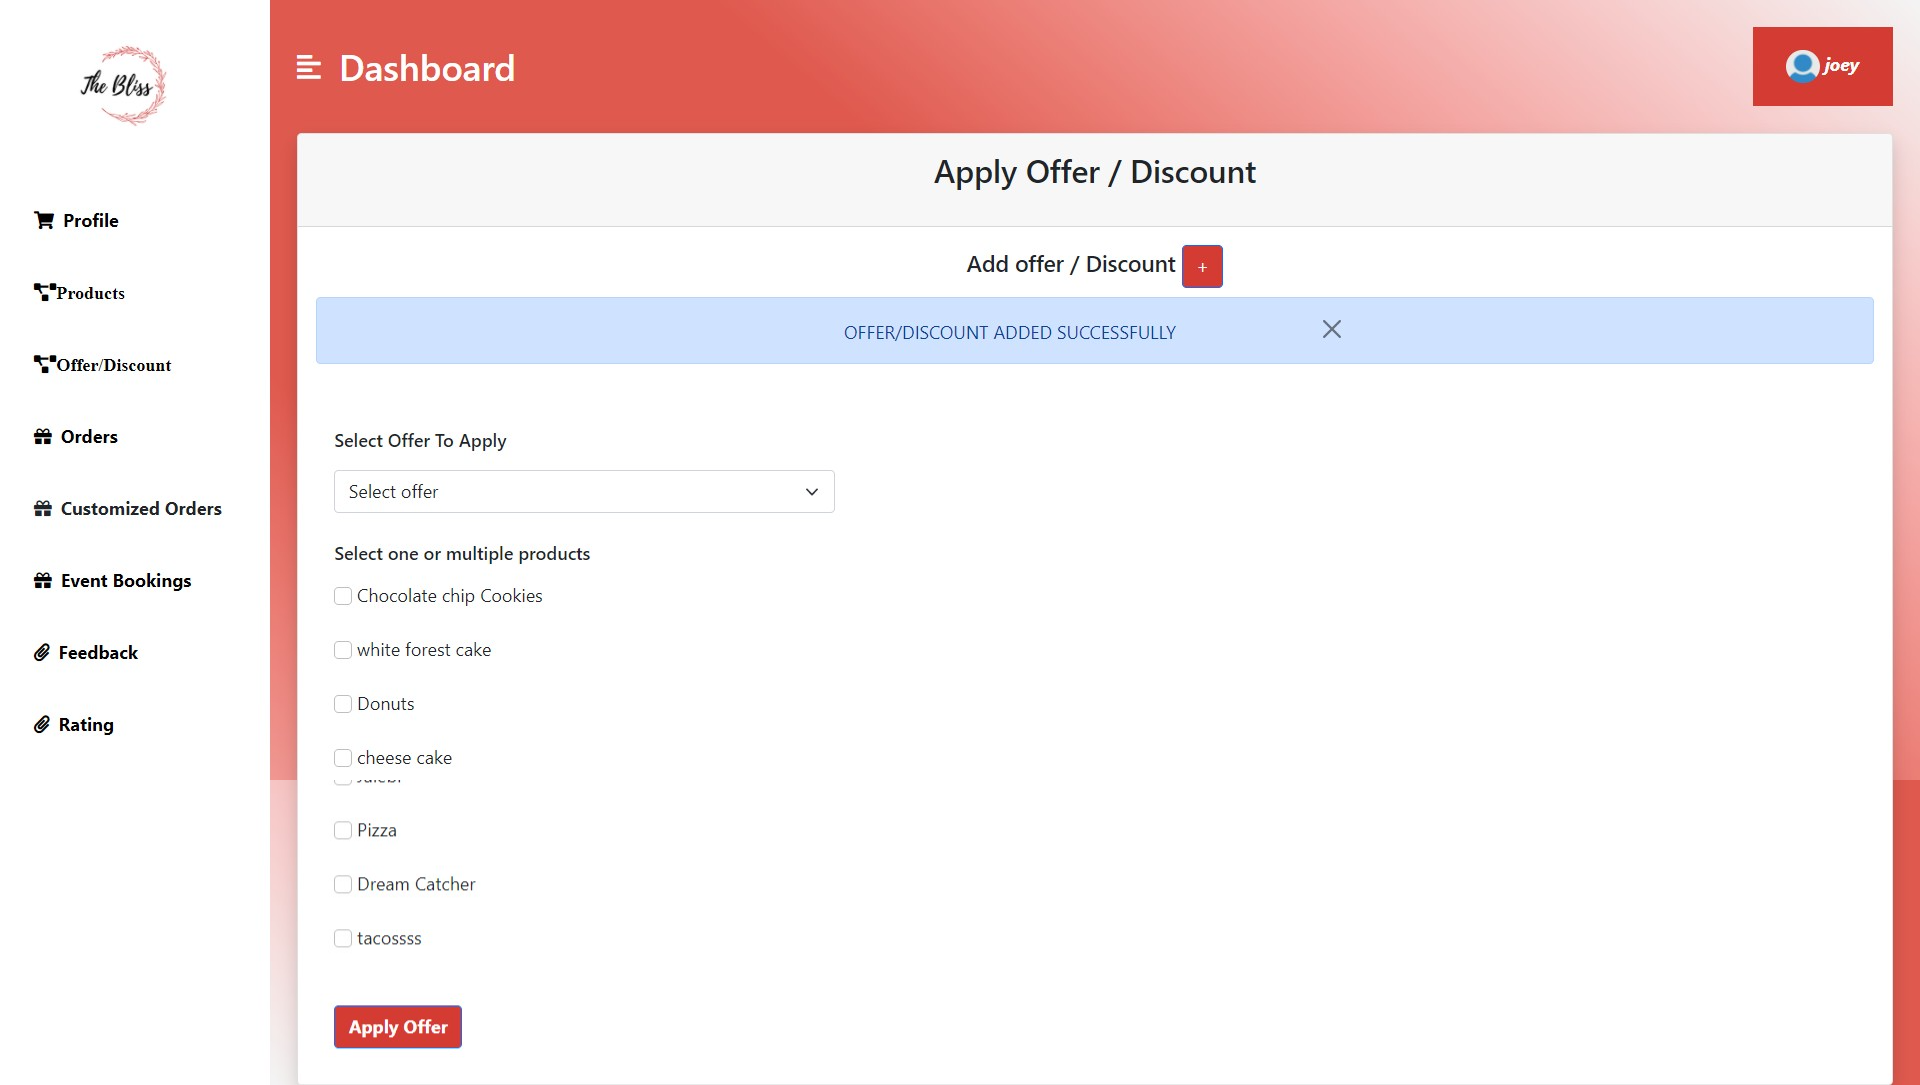 The Bliss
Dashboard
joey
Profile
Products
Offer/Discount
Orders
Customized Orders
Event Bookings
Feedback
Rating
Apply Offer / Discount
Add offer / Discount +
OFFER/DISCOUNT ADDED SUCCESSFULLY
Select Offer To Apply
Select offer
Select one or multiple products
Chocolate chip Cookies
white forest cake
Donuts
cheese cake
Pizza
Dream Catcher
tacossss
Apply Offer